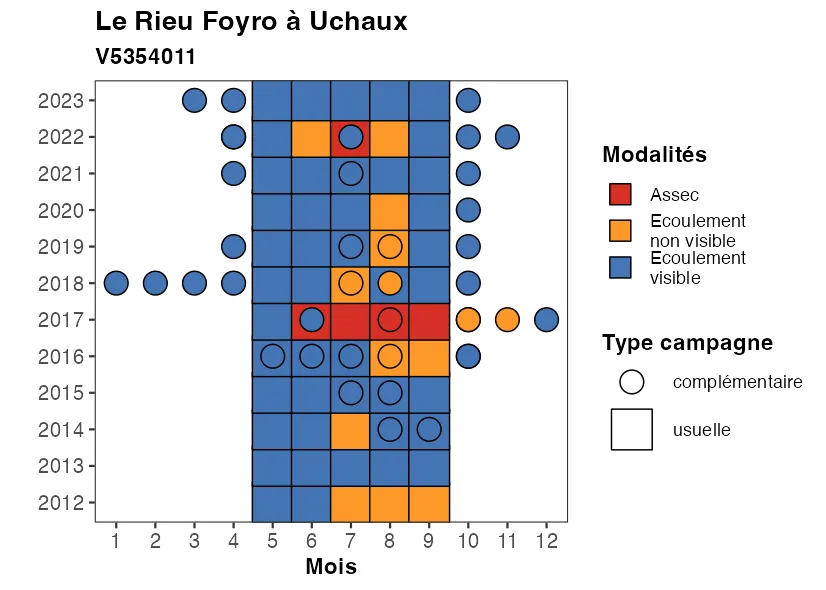 Le Rieu Foyro à Uchaux
V5354011
2023
2022
2021
2020
2019
2018
2017
2016
2015
2014
2013
2012
1 2 3 4 5 6 7 8 9 10 11 12
Mois
Modalités
Assec
Ecoulement
non visible
Ecoulement
visible
Type campagne
complémentaire
usuelle